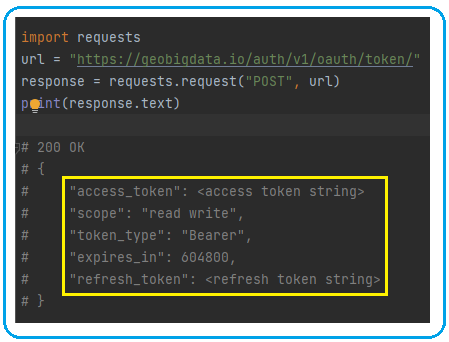 import requests
url = "https://geobigdata.io/auth/v1/oauth/token/"
response = requests.request("POST", url)
print(response.text)
# 200 OK
# {
#     "access_token": <access token string>
#     "scope": "read write",
#     "token_type": "Bearer",
#     "expires_in": 604800,
#     "refresh_token": <refresh token string>
# }